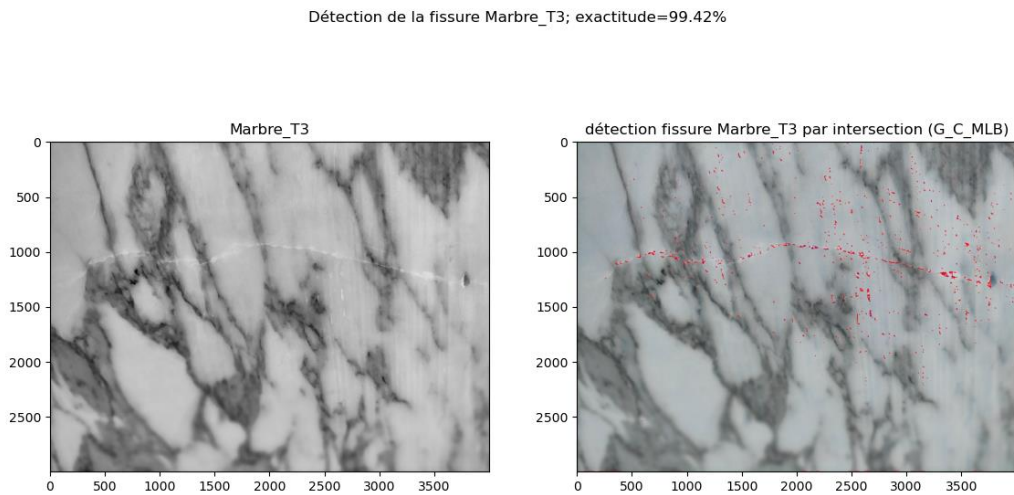 Détection de la fissure Marbre_T3; exactitude=99.42%
Marbre_T3
détection fissure Marbre_T3 par intersection (G_C_MLB)
0
500
1000
1500
2000
2500
0 500 1000 1500 2000 2500 3000 3500
0
500
1000
1500
2000
2500
0 500 1000 1500 2000 2500 3000 3500